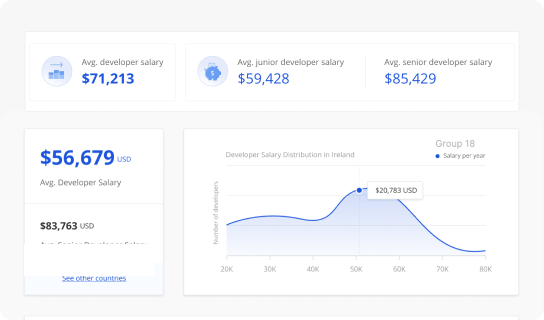 Avg. developer salary
$71,213
Avg. junior developer salary
$59,428
Avg. senior developer salary
$85,429
$56,679 USD
Avg. Developer Salary
$83,763 USD
See other countries
Group 18
Developer Salary Distribution in Ireland
Salary per year
Number of developers
$20,783 USD
20K 30K 40K 50K 60K 70K 80K